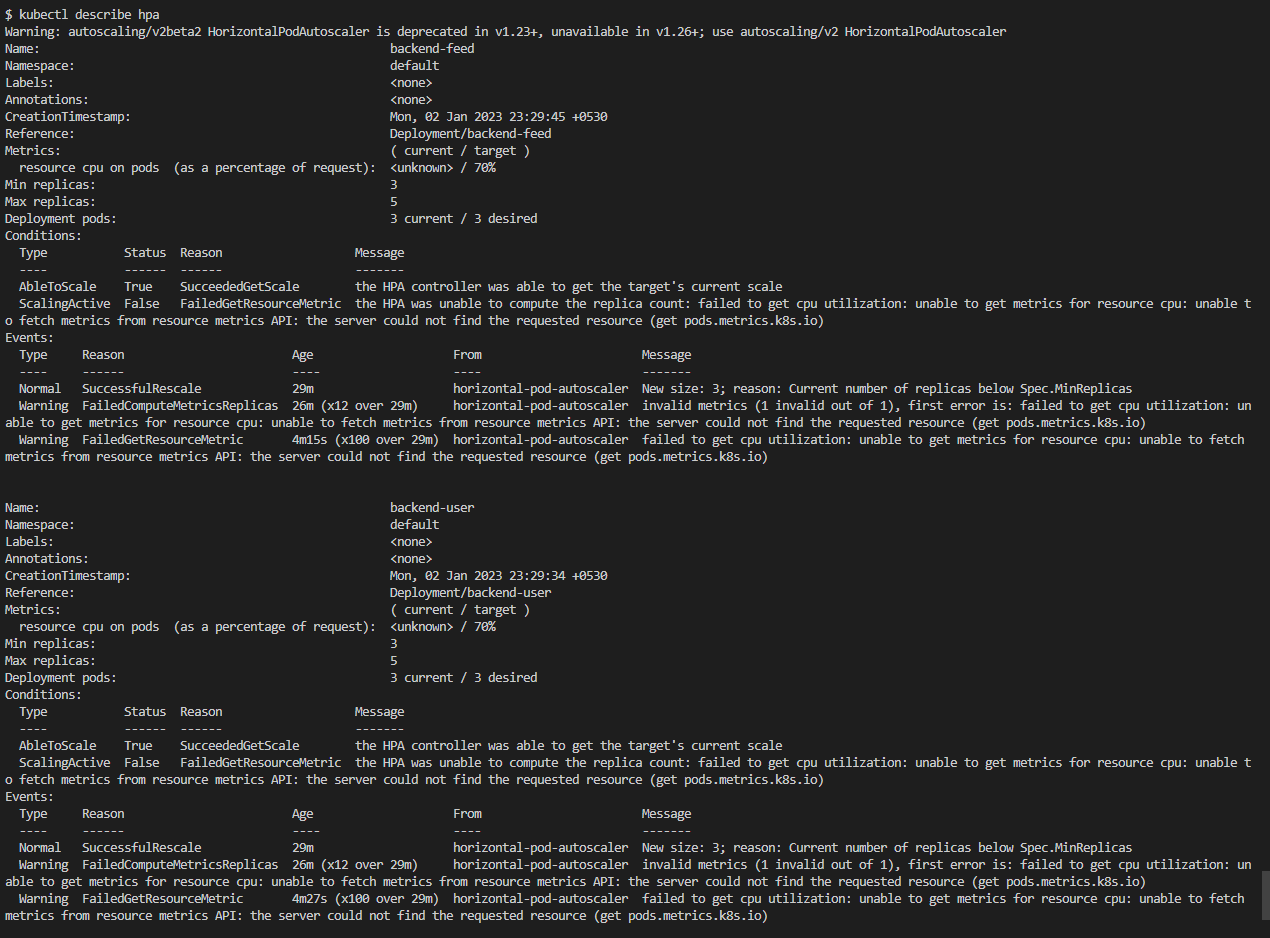 $ kubectl describe hpa
Warning: autoscaling/v2beta2 HorizontalPodAutoscaler is deprecated in v1.23+, unavailable in v1.26+; use autoscaling/v2 HorizontalPodAutoscaler
Name:                                                  backend-feed
Namespace:                                             default
Labels:                                                <none>
Annotations:                                           <none>
CreationTimestamp:                                     Mon, 02 Jan 2023 23:29:45 +0530
Reference:                                             Deployment/backend-feed
Metrics:                                               ( current / target )
  resource cpu on pods  (as a percentage of request):  <unknown> / 70%
Min replicas:                                          3
Max replicas:                                          5
Deployment pods:                                       3 current / 3 desired
Conditions:
  Type           Status  Reason                   Message
  ----           ------  ------                   -------
  AbleToScale    True    SucceededGetScale        the HPA controller was able to get the target's current scale
  ScalingActive  False   FailedGetResourceMetric  the HPA was unable to compute the replica count: failed to get cpu utilization: unable to get metrics for resource cpu: unable t
o fetch metrics from resource metrics API: the server could not find the requested resource (get pods.metrics.k8s.io)
Events:
  Type     Reason                        Age                    From                       Message
  ----     ------                        ----                   ----                       -------
  Normal   SuccessfulRescale             29m                    horizontal-pod-autoscaler  New size: 3; reason: Current number of replicas below Spec.MinReplicas
  Warning  FailedComputeMetricsReplicas  26m (x12 over 29m)     horizontal-pod-autoscaler  invalid metrics (1 invalid out of 1), first error is: failed to get cpu utilization: un
able to get metrics for resource cpu: unable to fetch metrics from resource metrics API: the server could not find the requested resource (get pods.metrics.k8s.io)
  Warning  FailedGetResourceMetric       4m15s (x100 over 29m)  horizontal-pod-autoscaler  failed to get cpu utilization: unable to get metrics for resource cpu: unable to fetch
metrics from resource metrics API: the server could not find the requested resource (get pods.metrics.k8s.io)
Name:                                                  backend-user
Namespace:                                             default
Labels:                                                <none>
Annotations:                                           <none>
CreationTimestamp:                                     Mon, 02 Jan 2023 23:29:34 +0530
Reference:                                             Deployment/backend-user
Metrics:                                               ( current / target )
  resource cpu on pods  (as a percentage of request):  <unknown> / 70%
Min replicas:                                          3
Max replicas:                                          5
Deployment pods:                                       3 current / 3 desired
Conditions:
  Type           Status  Reason                   Message
  ----           ------  ------                   -------
  AbleToScale    True    SucceededGetScale        the HPA controller was able to get the target's current scale
  ScalingActive  False   FailedGetResourceMetric  the HPA was unable to compute the replica count: failed to get cpu utilization: unable to get metrics for resource cpu: unable t
o fetch metrics from resource metrics API: the server could not find the requested resource (get pods.metrics.k8s.io)
Events:
  Type     Reason                        Age                    From                       Message
  ----     ------                        ----                   ----                       -------
  Normal   SuccessfulRescale             29m                    horizontal-pod-autoscaler  New size: 3; reason: Current number of replicas below Spec.MinReplicas
  Warning  FailedComputeMetricsReplicas  26m (x12 over 29m)     horizontal-pod-autoscaler  invalid metrics (1 invalid out of 1), first error is: failed to get cpu utilization: un
able to get metrics for resource cpu: unable to fetch metrics from resource metrics API: the server could not find the requested resource (get pods.metrics.k8s.io)
  Warning  FailedGetResourceMetric       4m27s (x100 over 29m)  horizontal-pod-autoscaler  failed to get cpu utilization: unable to get metrics for resource cpu: unable to fetch
metrics from resource metrics API: the server could not find the requested resource (get pods.metrics.k8s.io)